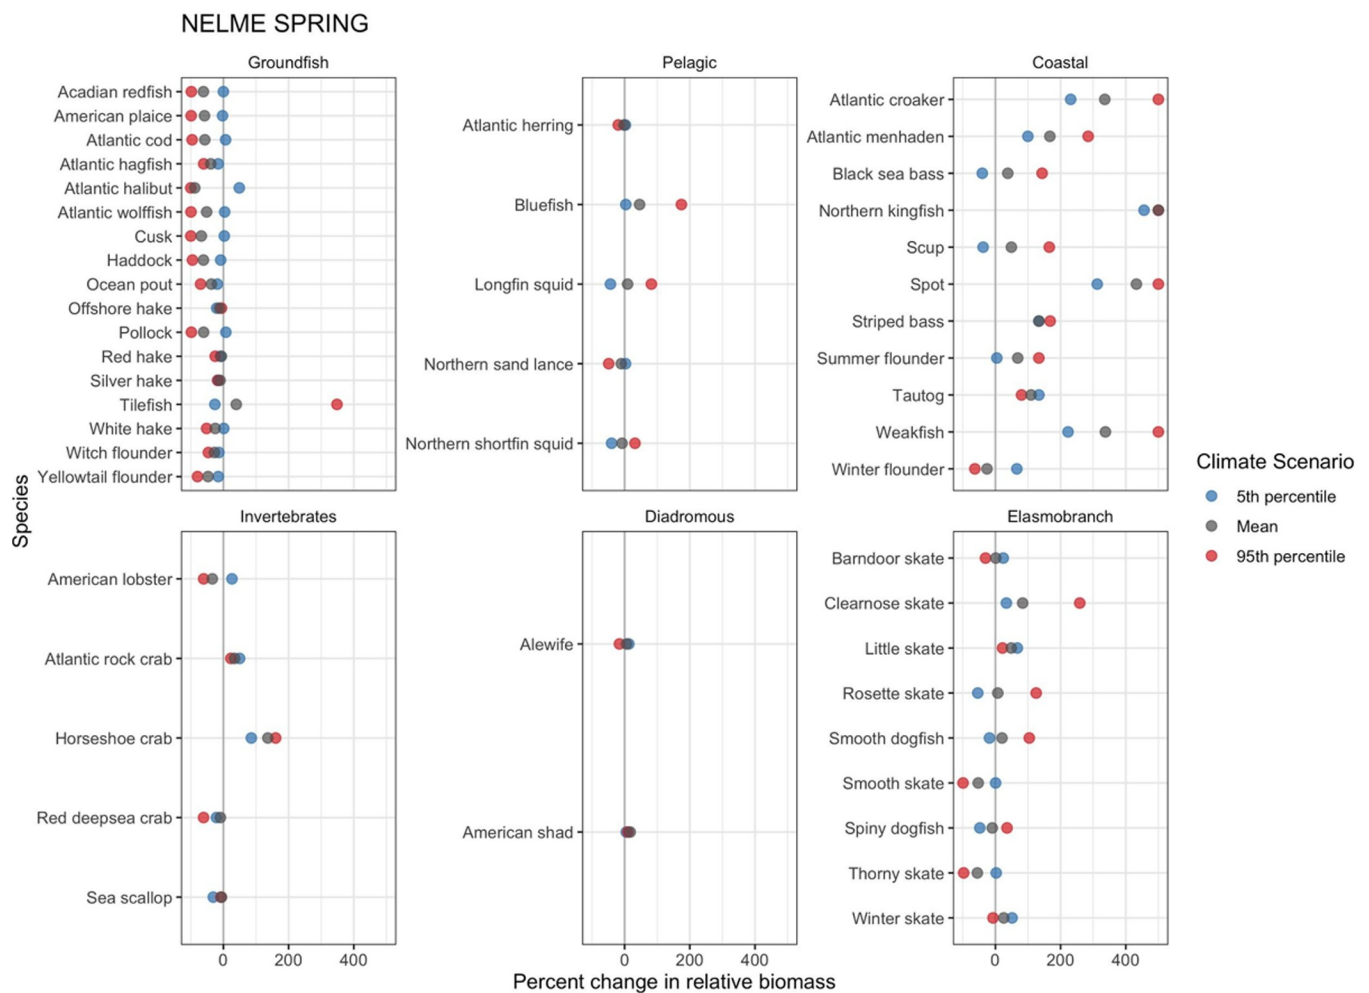 NELME SPRING
Groundfish
Acadian redfish
American plaice
Atlantic cod
Atlantic hagfish
Atlantic halibut
Atlantic wolffish
Cusk
Haddock
Ocean pout
Offshore hake
Pollock
Red hake
Silver hake
Tilefish
White hake
Witch flounder
Yellowtail flounder
Pelagic
Atlantic herring
Bluefish
Longfin squid
Northern sand lance
Northern shortfin squid
Coastal
Atlantic croaker
Atlantic menhaden
Black sea bass
Northern kingfish
Scup
Spot
Striped bass
Summer flounder
Tautog
Weakfish
Winter flounder
Species
Invertebrates
American lobster
Atlantic rock crab
Horseshoe crab
Red deepsea crab
Sea scallop
0 200 400
Diadromous
Alewife
American shad
0 200 400
Elasmobranch
Barndoor skate
Clearnose skate
Little skate
Rosette skate
Smooth dogfish
Smooth skate
Spiny dogfish
Thorny skate
Winter skate
0 200 400
Percent change in relative biomass
Climate Scenario
5th percentile
Mean
95th percentile